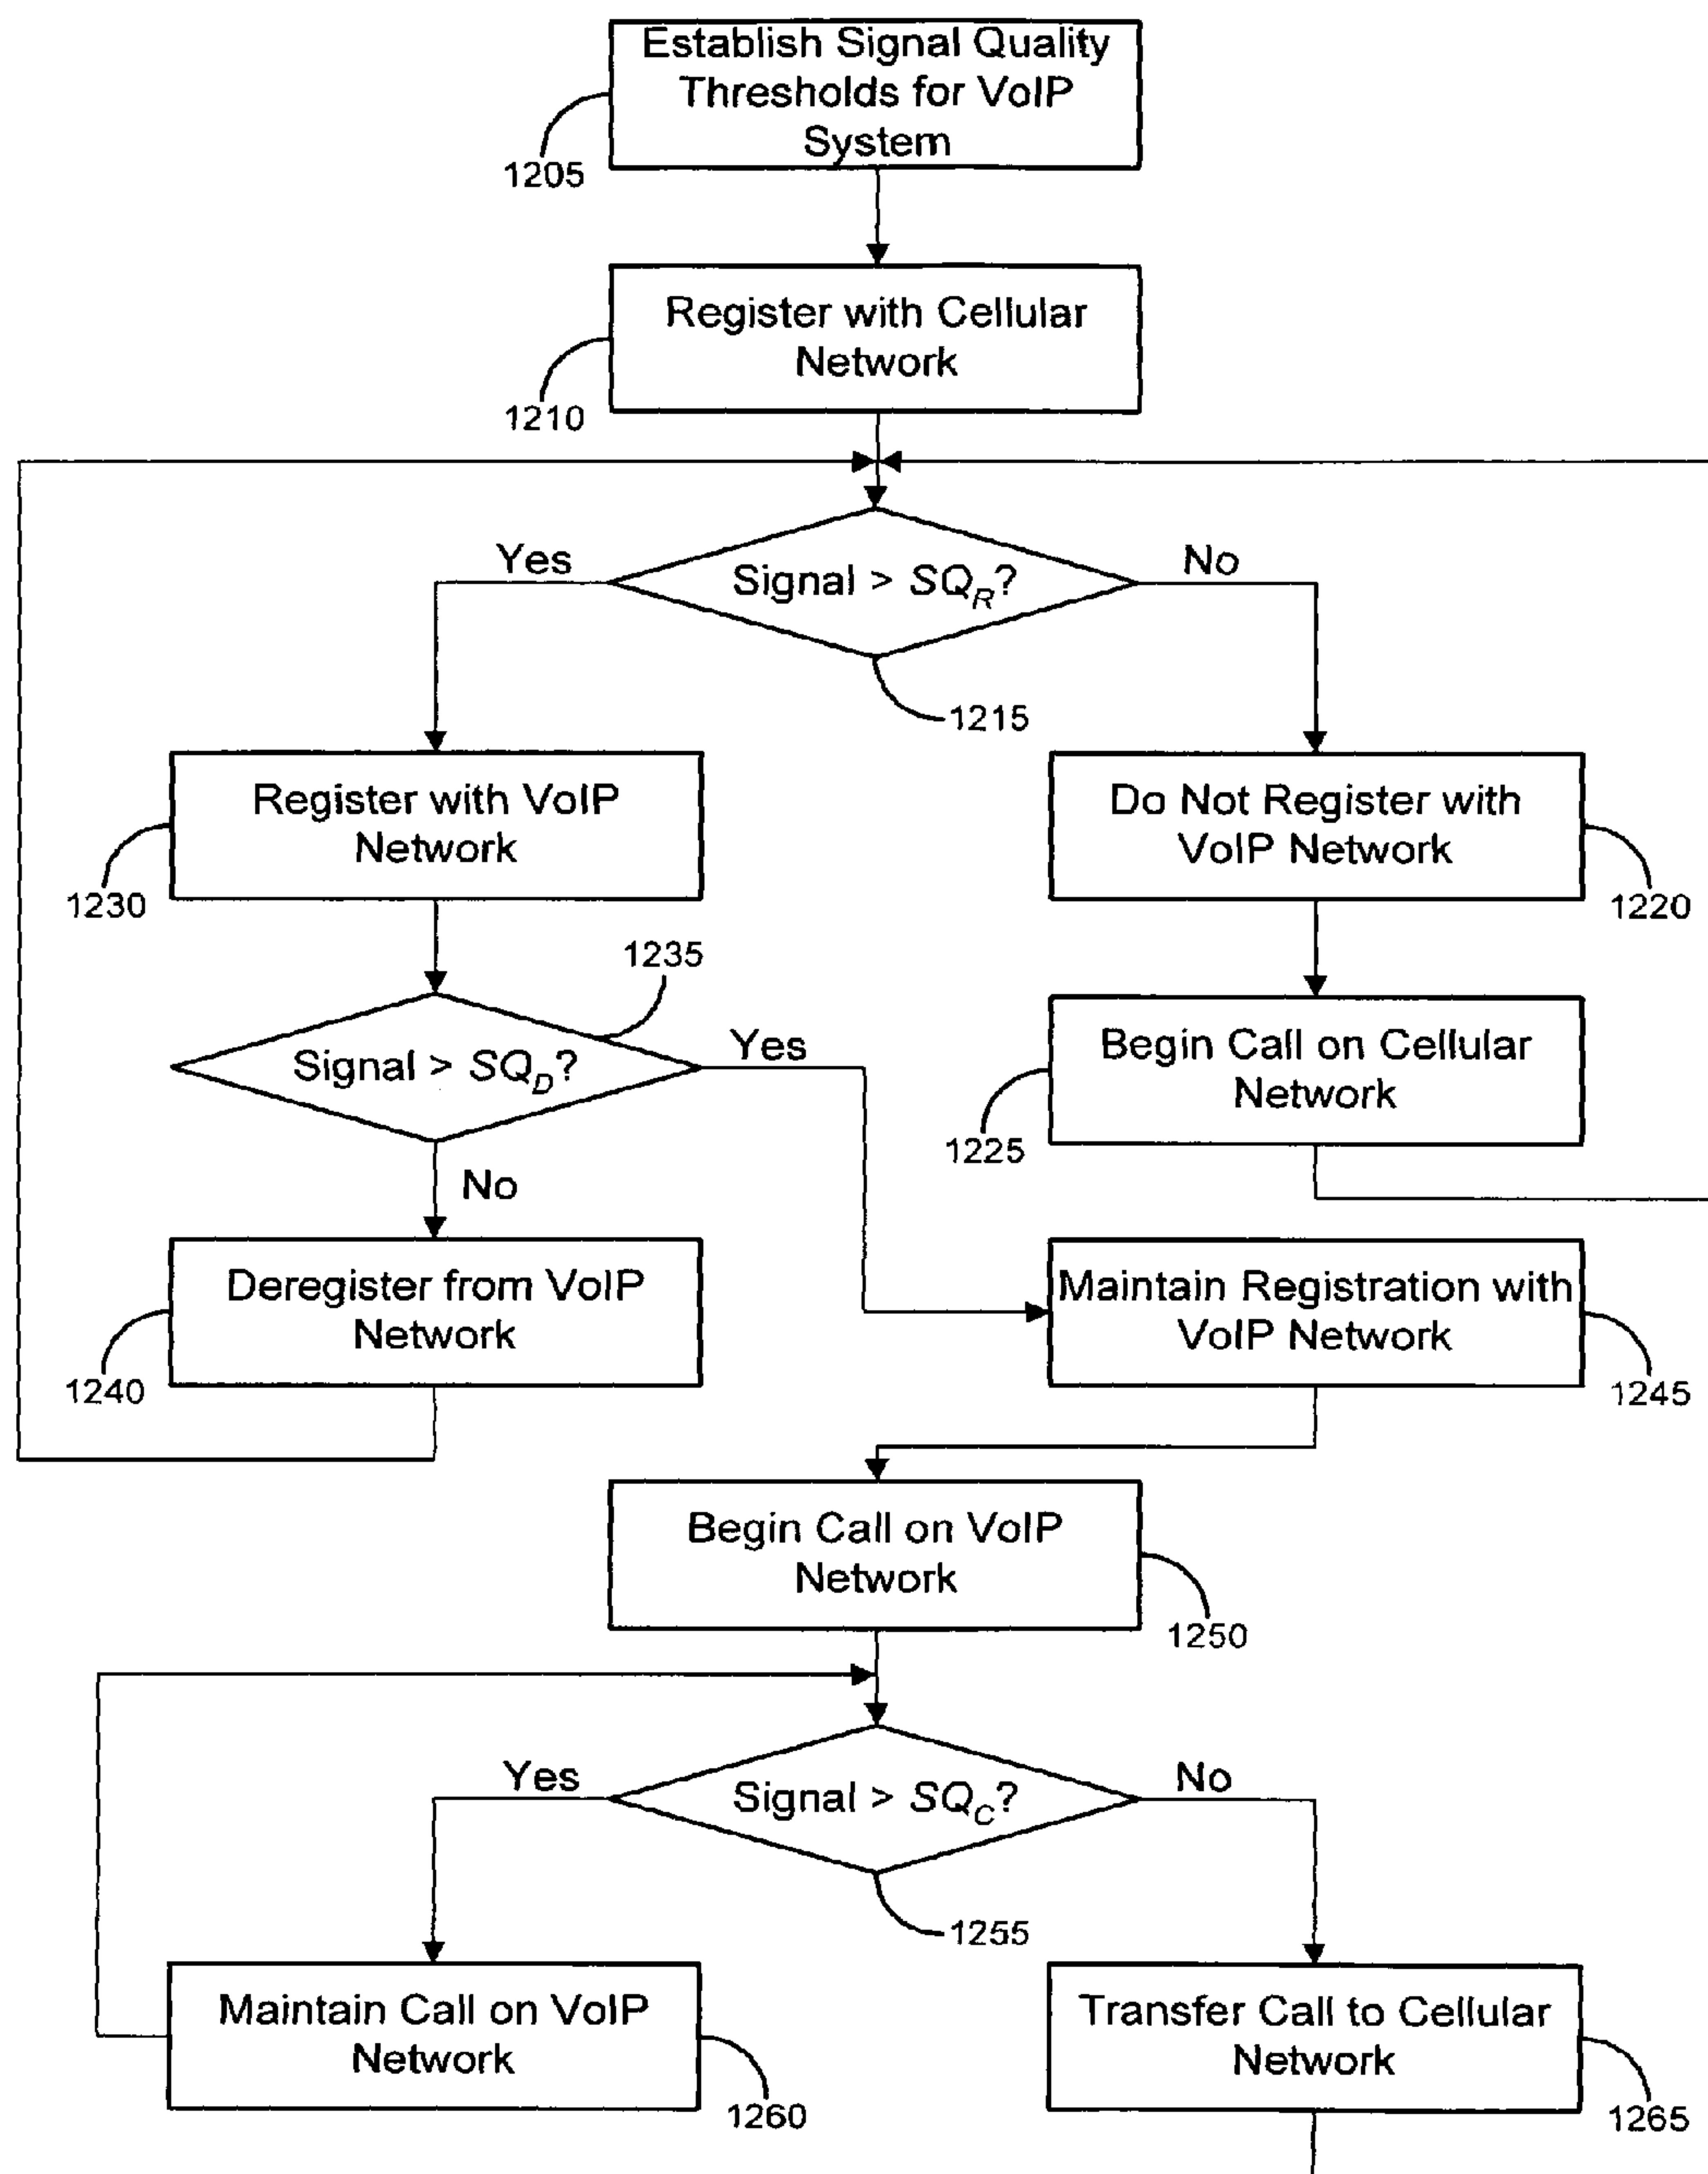 Establish Signal Quality
Thresholds for VoIP
System
1205
Register with Cellular
Network
1210
Yes
Signal > SQR?
No
1215
Register with VoIP
Network
1230
Do Not Register with
VoIP Network
1220
1235
Signal > SQD?
Yes
No
Begin Call on Cellular
Network
1225
Deregister from VoIP
Network
1240
Maintain Registration with
VoIP Network
1245
Begin Call on VoIP
Network
1250
Yes
Signal > SQC?
No
1255
Maintain Call on VoIP
Network
1260
Transfer Call to Cellular
Network
1265